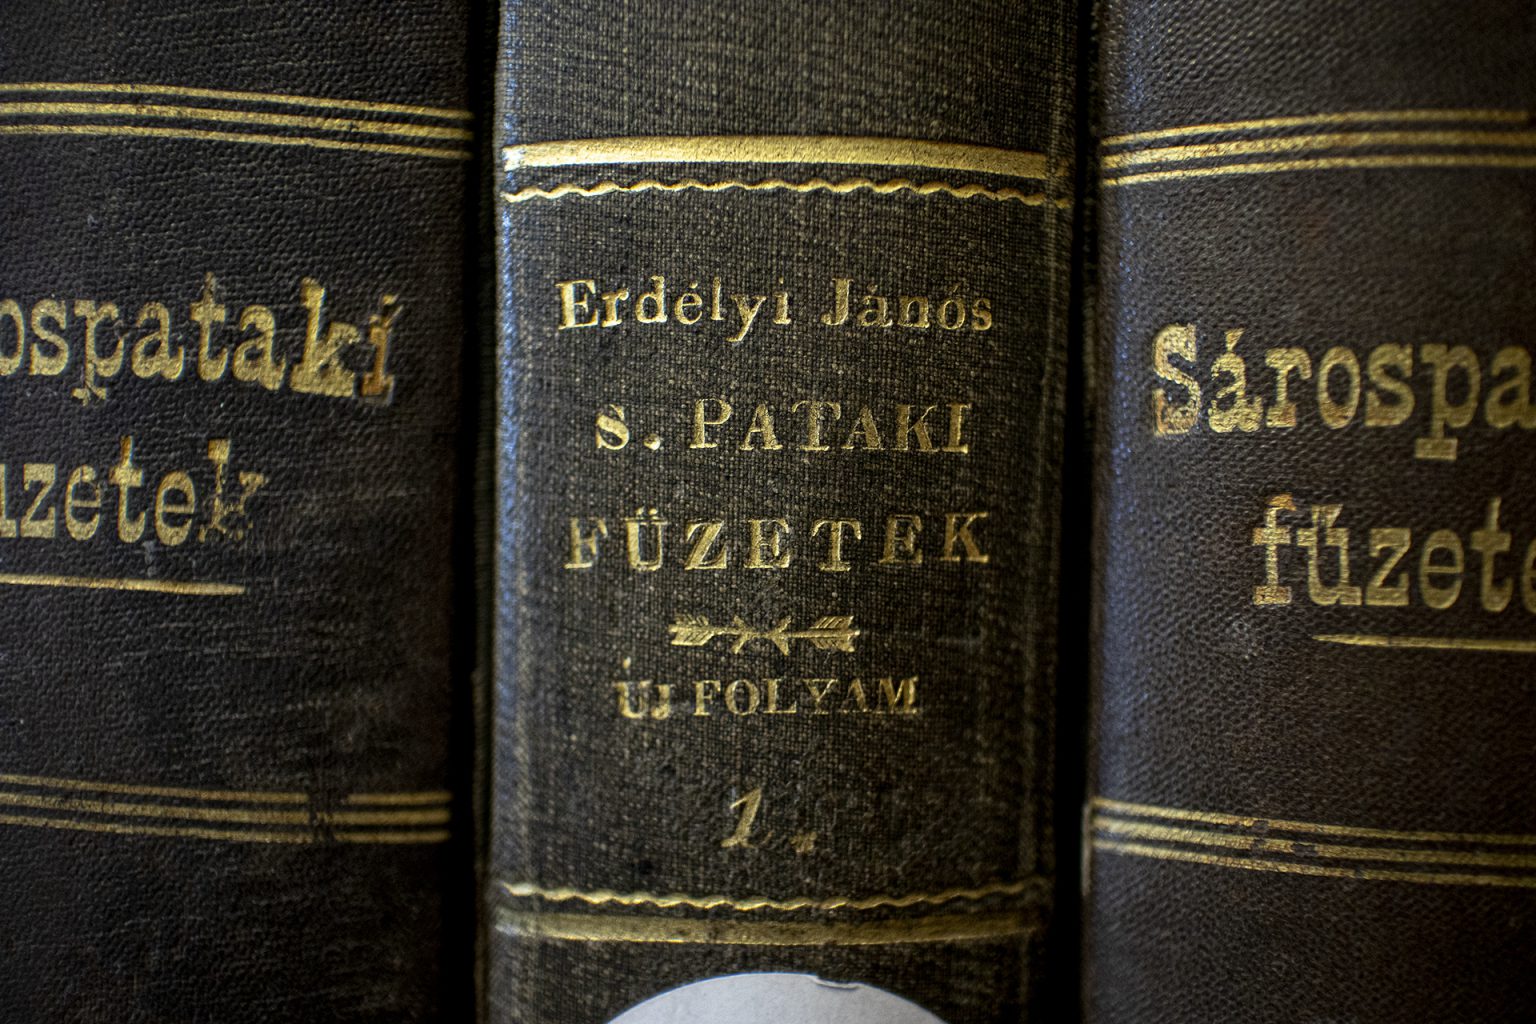 ospataki
üzetek
Erdélyi János
S. PATAKI
FÜZETEK
ÚJ FOLYAM
1.
Sárospa
füzete